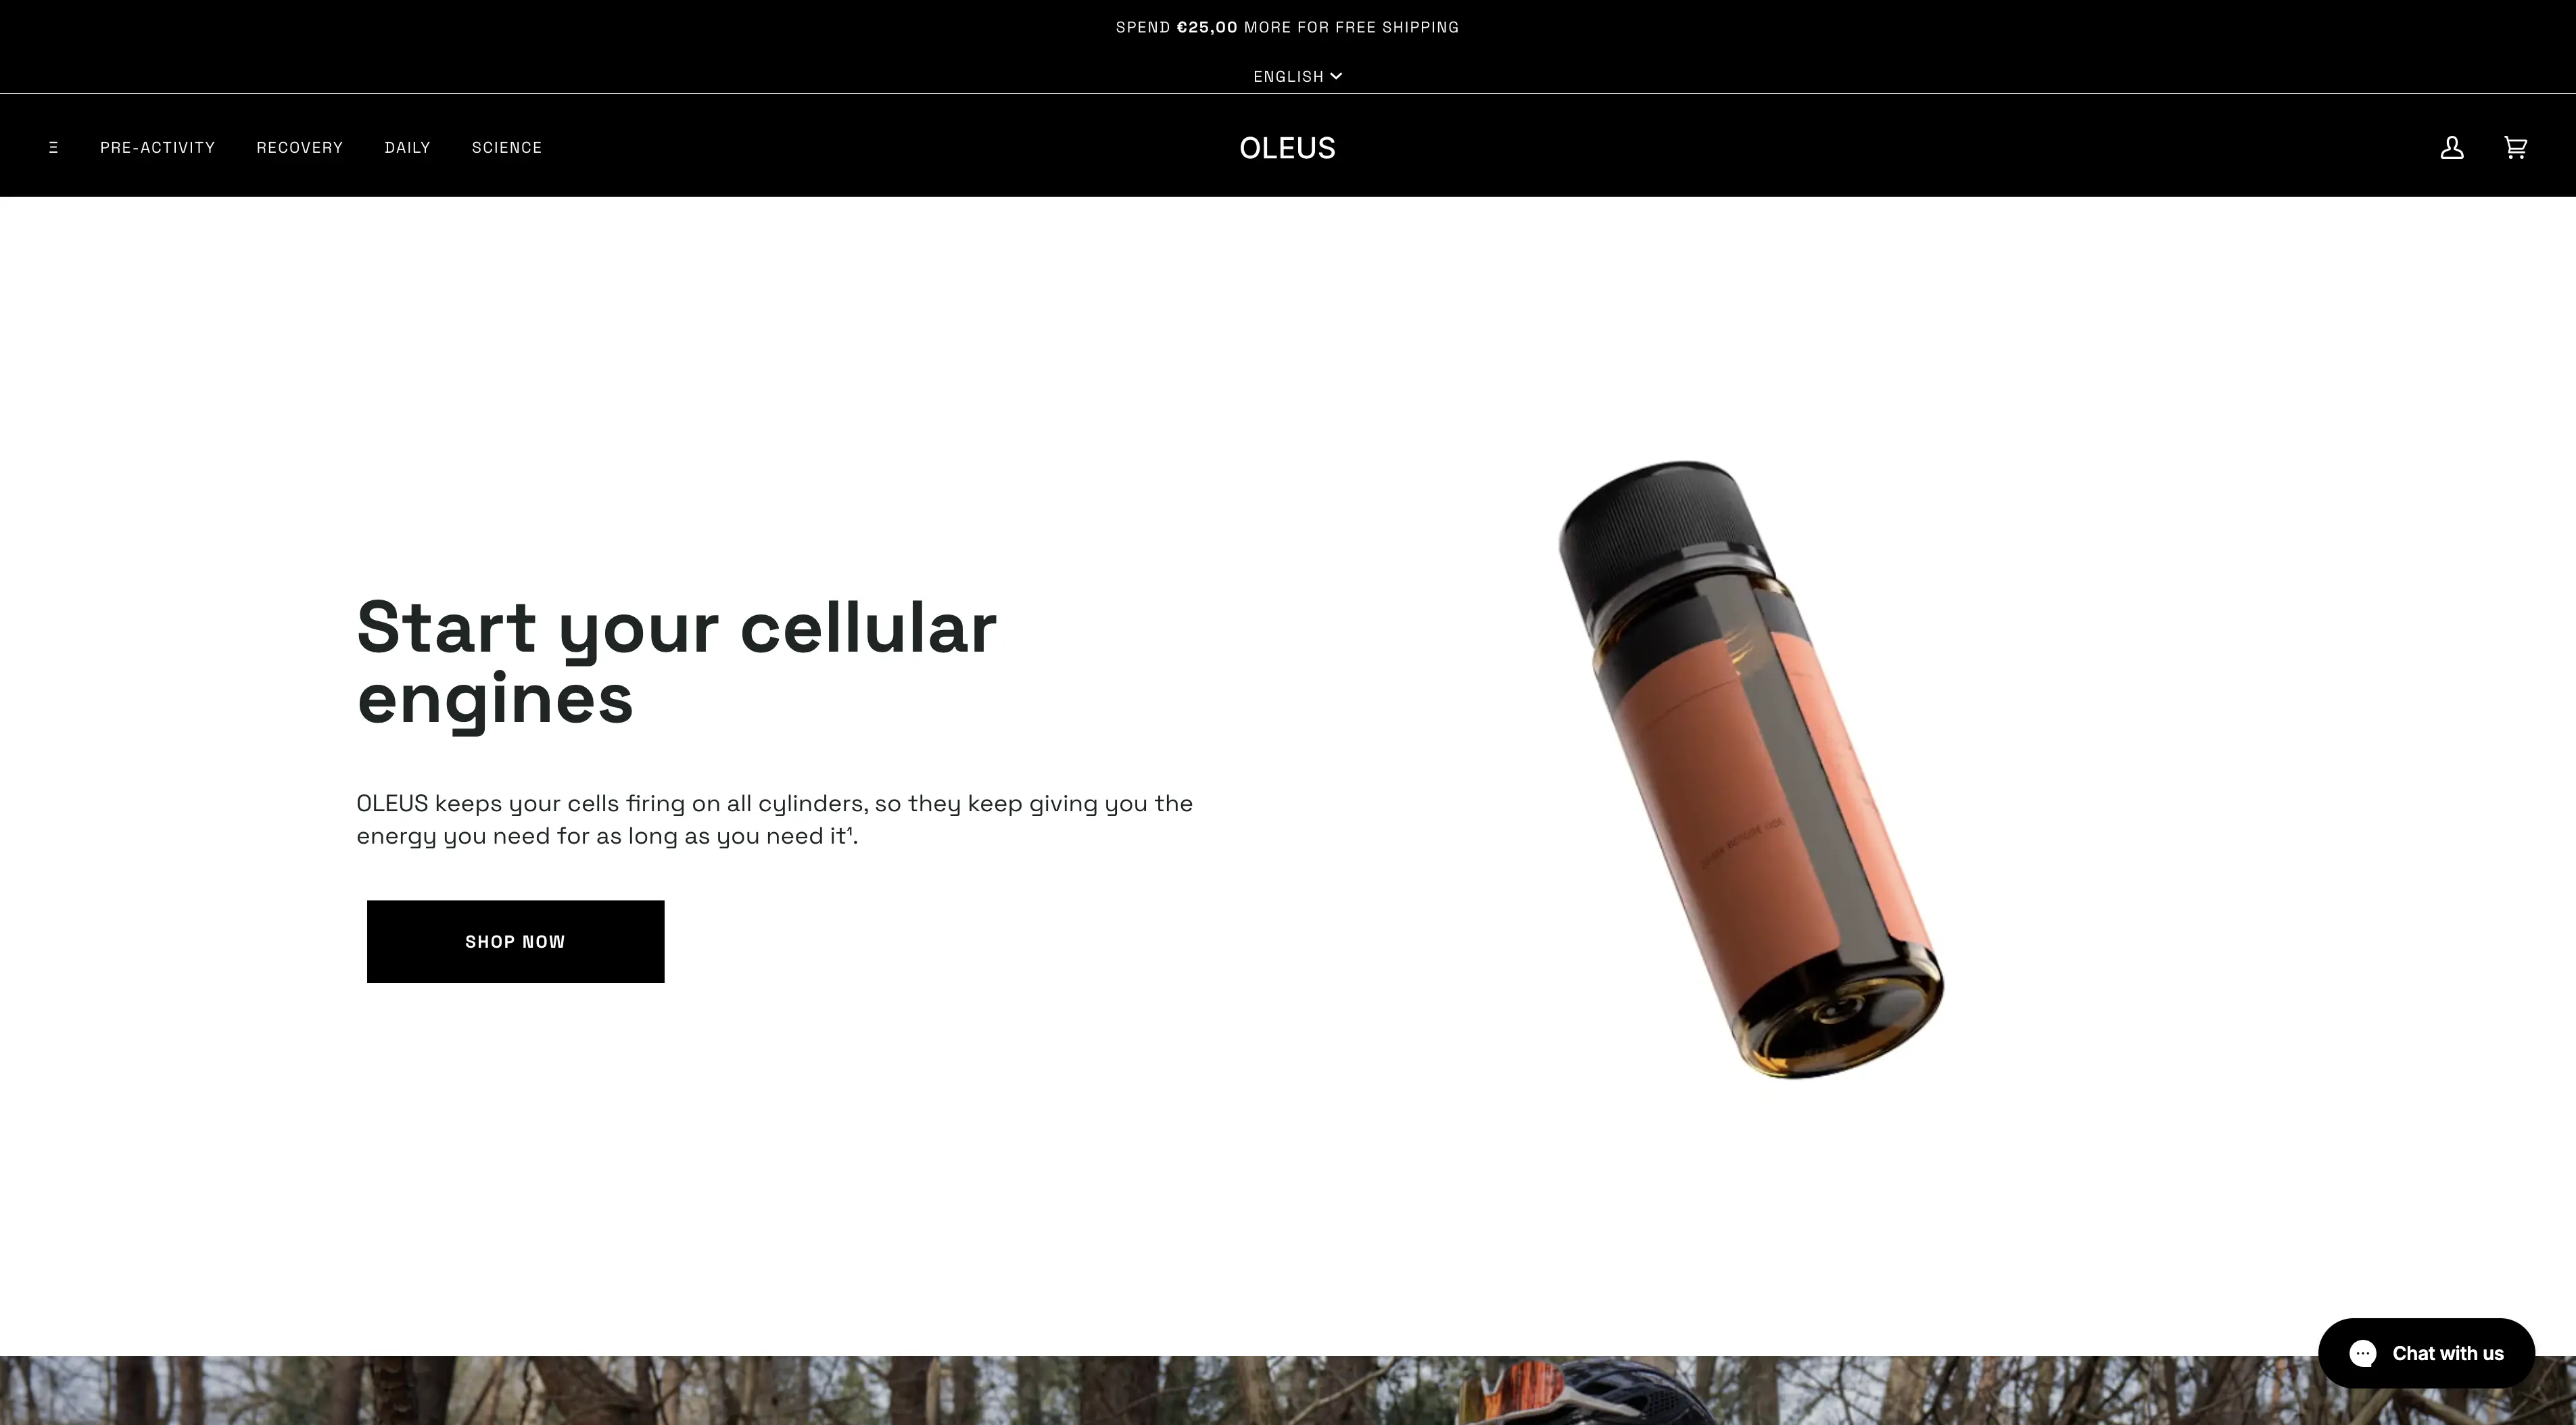 SPEND €25,00 MORE FOR FREE SHIPPING
ENGLISH
PRE-ACTIVITY RECOVERY DAILY SCIENCE
OLEUS
Start your cellular
engines
OLEUS keeps your cells firing on all cylinders, so they keep giving you the
energy you need for as long as you need it¹.
SHOP NOW
Chat with us